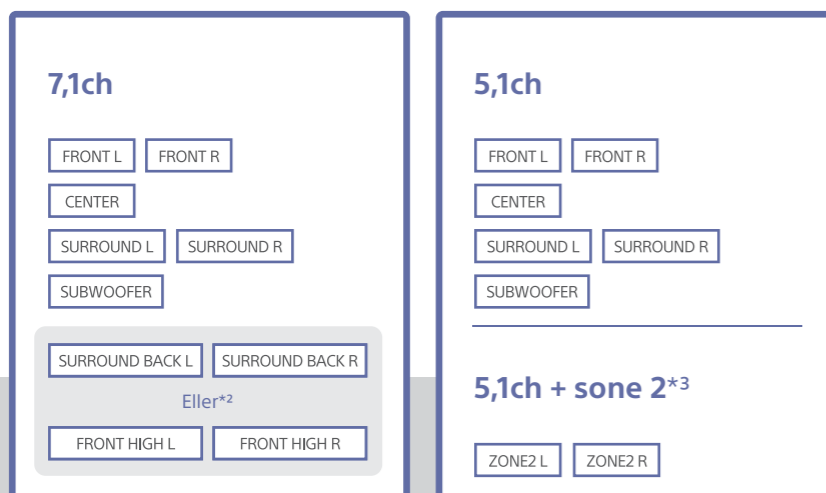 7,1ch
FRONT L FRONT R
CENTER
SURROUND L SURROUND R
SUBWOOFER
SURROUND BACK L SURROUND BACK R
Eller*²
FRONT HIGH L FRONT HIGH R
5,1ch
FRONT L FRONT R
CENTER
SURROUND L SURROUND R
SUBWOOFER
5,1ch + sone 2*³
ZONE2 L ZONE2 R